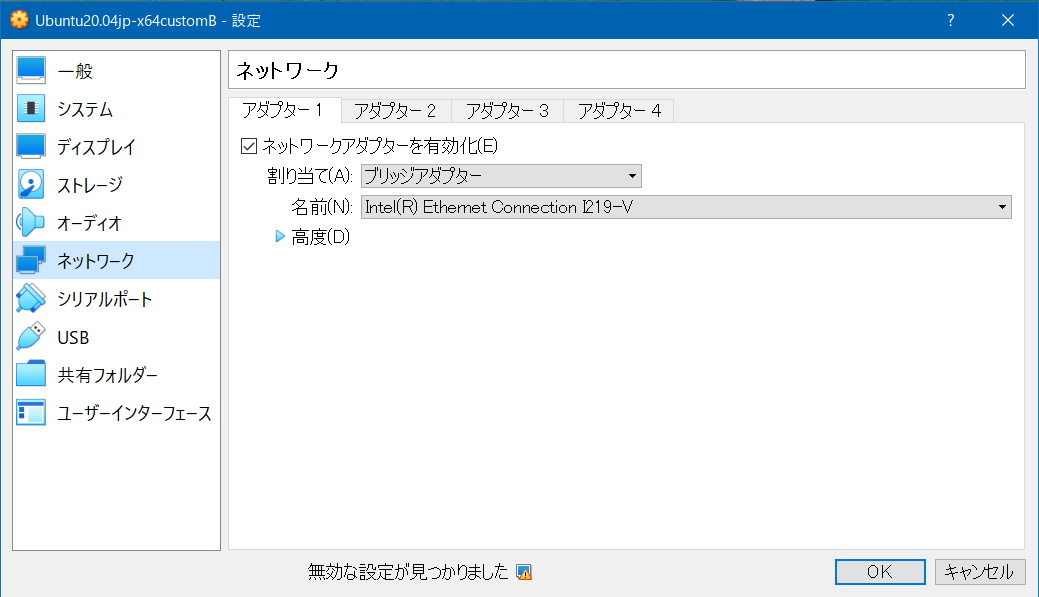 Ubuntu20.04jp-x64customB - 設定
?
一般
システム
ディスプレイ
ストレージ
オーディオ
ネットワーク
シリアルポート
USB
共有フォルダー
ユーザーインターフェース
ネットワーク
アダプター 1 アダプター 2 アダプター 3 アダプター 4
ネットワークアダプターを有効化(E)
割り当て(A): ブリッジアダプター
名前(N): Intel(R) Ethernet Connection I219-V
高度(D)
無効な設定が見つかりました
OK キャンセル